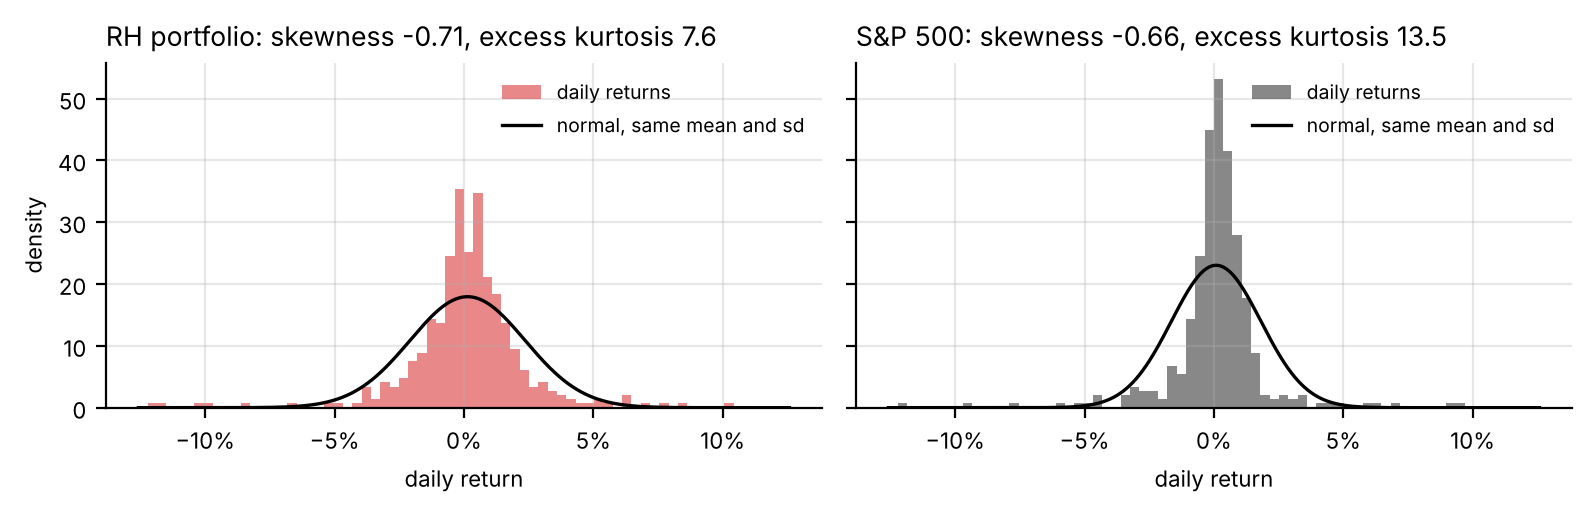 RH portfolio: skewness -0.71, excess kurtosis 7.6
daily returns
normal, same mean and sd
50
40
30
20
10
0
density
−10%
−5%
0%
5%
10%
daily return
S&P 500: skewness -0.66, excess kurtosis 13.5
daily returns
normal, same mean and sd
−10%
−5%
0%
5%
10%
daily return